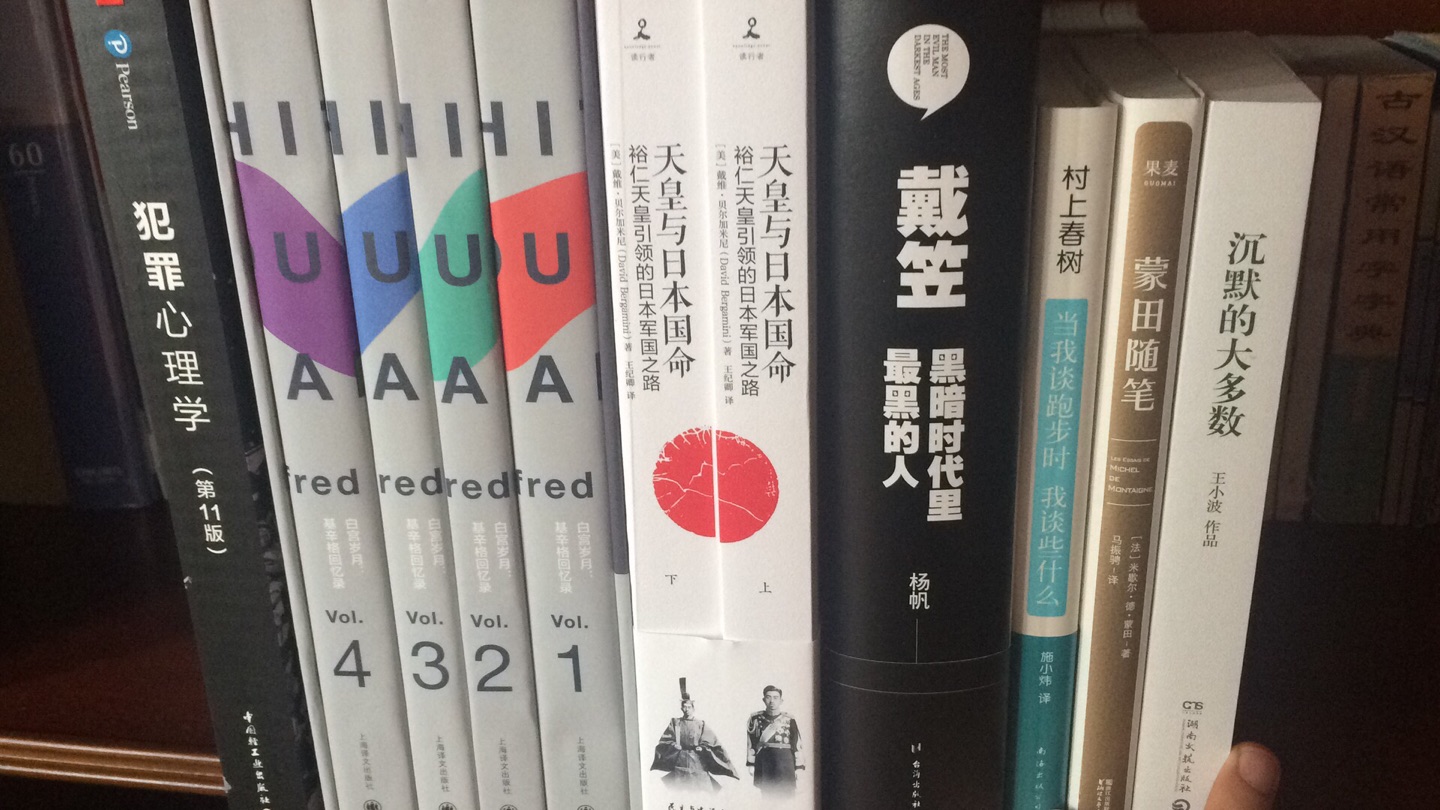 60
Pearson
犯罪心理学
（第11版）
中国轻工业出版社
HI
U
A
fred
白宫岁月：
基辛格回忆录
Vol.
4
上海译文出版社
HI
U
A
red
白宫岁月：
基辛格回忆录
Vol.
3
上海译文出版社
HI
U
A
red
白宫岁月：
基辛格回忆录
Vol.
2
上海译文出版社
HI
U
A
fred
白宫岁月：
基辛格回忆录
Vol.
1
上海译文出版社
读行者
天皇与日本国命
裕仁天皇引领的日本军国之路
[美] 戴维·贝尔加米尼（David Bergamini）著 王纪卿 译
下
读行者
天皇与日本国命
裕仁天皇引领的日本军国之路
[美] 戴维·贝尔加米尼（David Bergamini）著 王纪卿 译
上
THE MOST
EVIL MAN
IN THE
DARKEST AGES
戴笠
黑暗时代里
最黑的人
杨帆
村上春树
当我谈跑步时 我谈些什么
施小炜 译
南海出版公司
果麦
GUOMAI
蒙田随笔
LES ESSAIS DE
MICHEL
DE
MONTAIGNE
[法] 米歇尔·德·蒙田－著
马振骋－译
沉默的大多数
王小波 作品
湖南文艺出版社
古汉语常用字字典